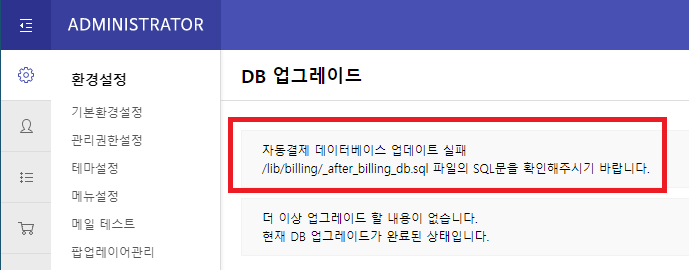 ADMINISTRATOR
환경설정
기본환경설정
관리권한설정
테마설정
메뉴설정
메일 테스트
팝업레이어관리
DB 업그레이드
자동결제 데이터베이스 업데이트 실패
/lib/billing/_after_billing_db.sql 파일의 SQL문을 확인해주시기 바랍니다.
더 이상 업그레이드 할 내용이 없습니다.
현재 DB 업그레이드가 완료된 상태입니다.